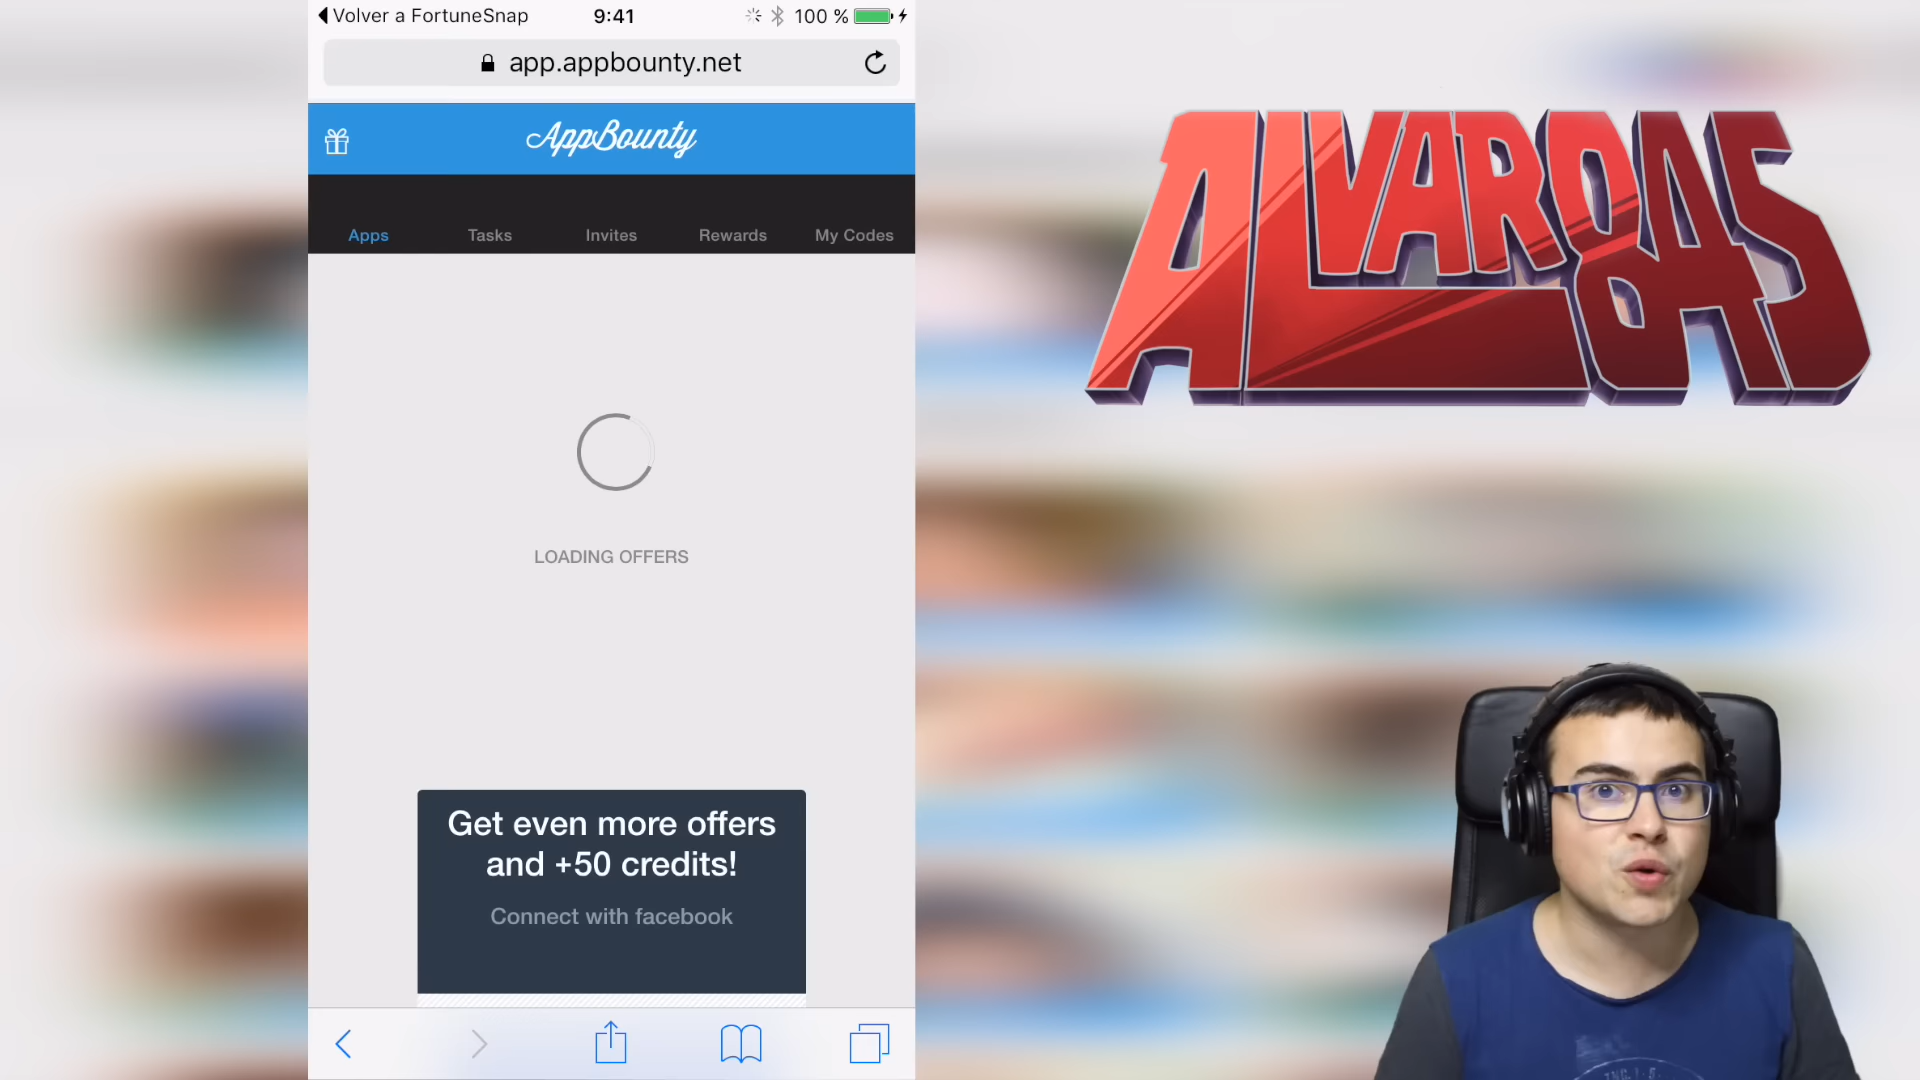 Volver a FortuneSnap
9:41
100 %
app.appbounty.net
AppBounty
Apps
Tasks
Invites
Rewards
My Codes
LOADING OFFERS
Get even more offers
and +50 credits!
Connect with facebook
ALVARO845